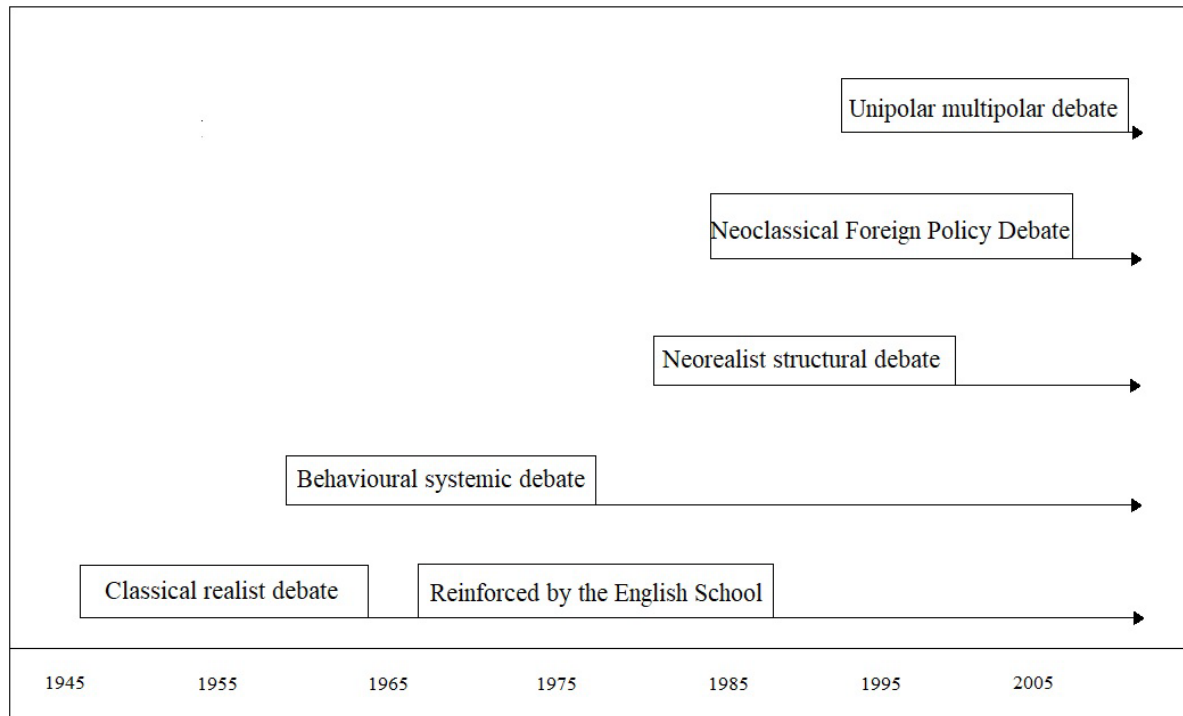 Unipolar multipolar debate
Neoclassical Foreign Policy Debate
Neorealist structural debate
Behavioural systemic debate
Classical realist debate
Reinforced by the English School
1945 1955 1965 1975 1985 1995 2005